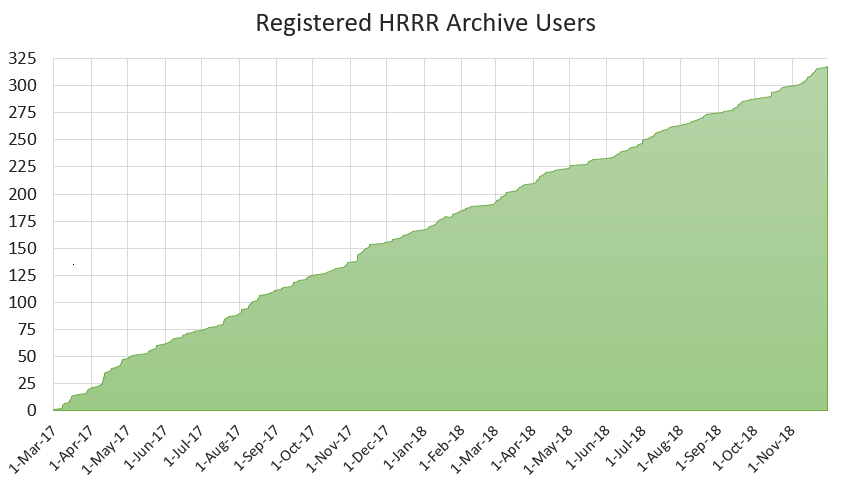 Registered HRRR Archive Users
325
300
275
250
225
200
175
150
125
100
75
50
25
0
1-Mar-17
1-Apr-17
1-May-17
1-Jun-17
1-Jul-17
1-Aug-17
1-Sep-17
1-Oct-17
1-Nov-17
1-Dec-17
1-Jan-18
1-Feb-18
1-Mar-18
1-Apr-18
1-May-18
1-Jun-18
1-Jul-18
1-Aug-18
1-Sep-18
1-Oct-18
1-Nov-18